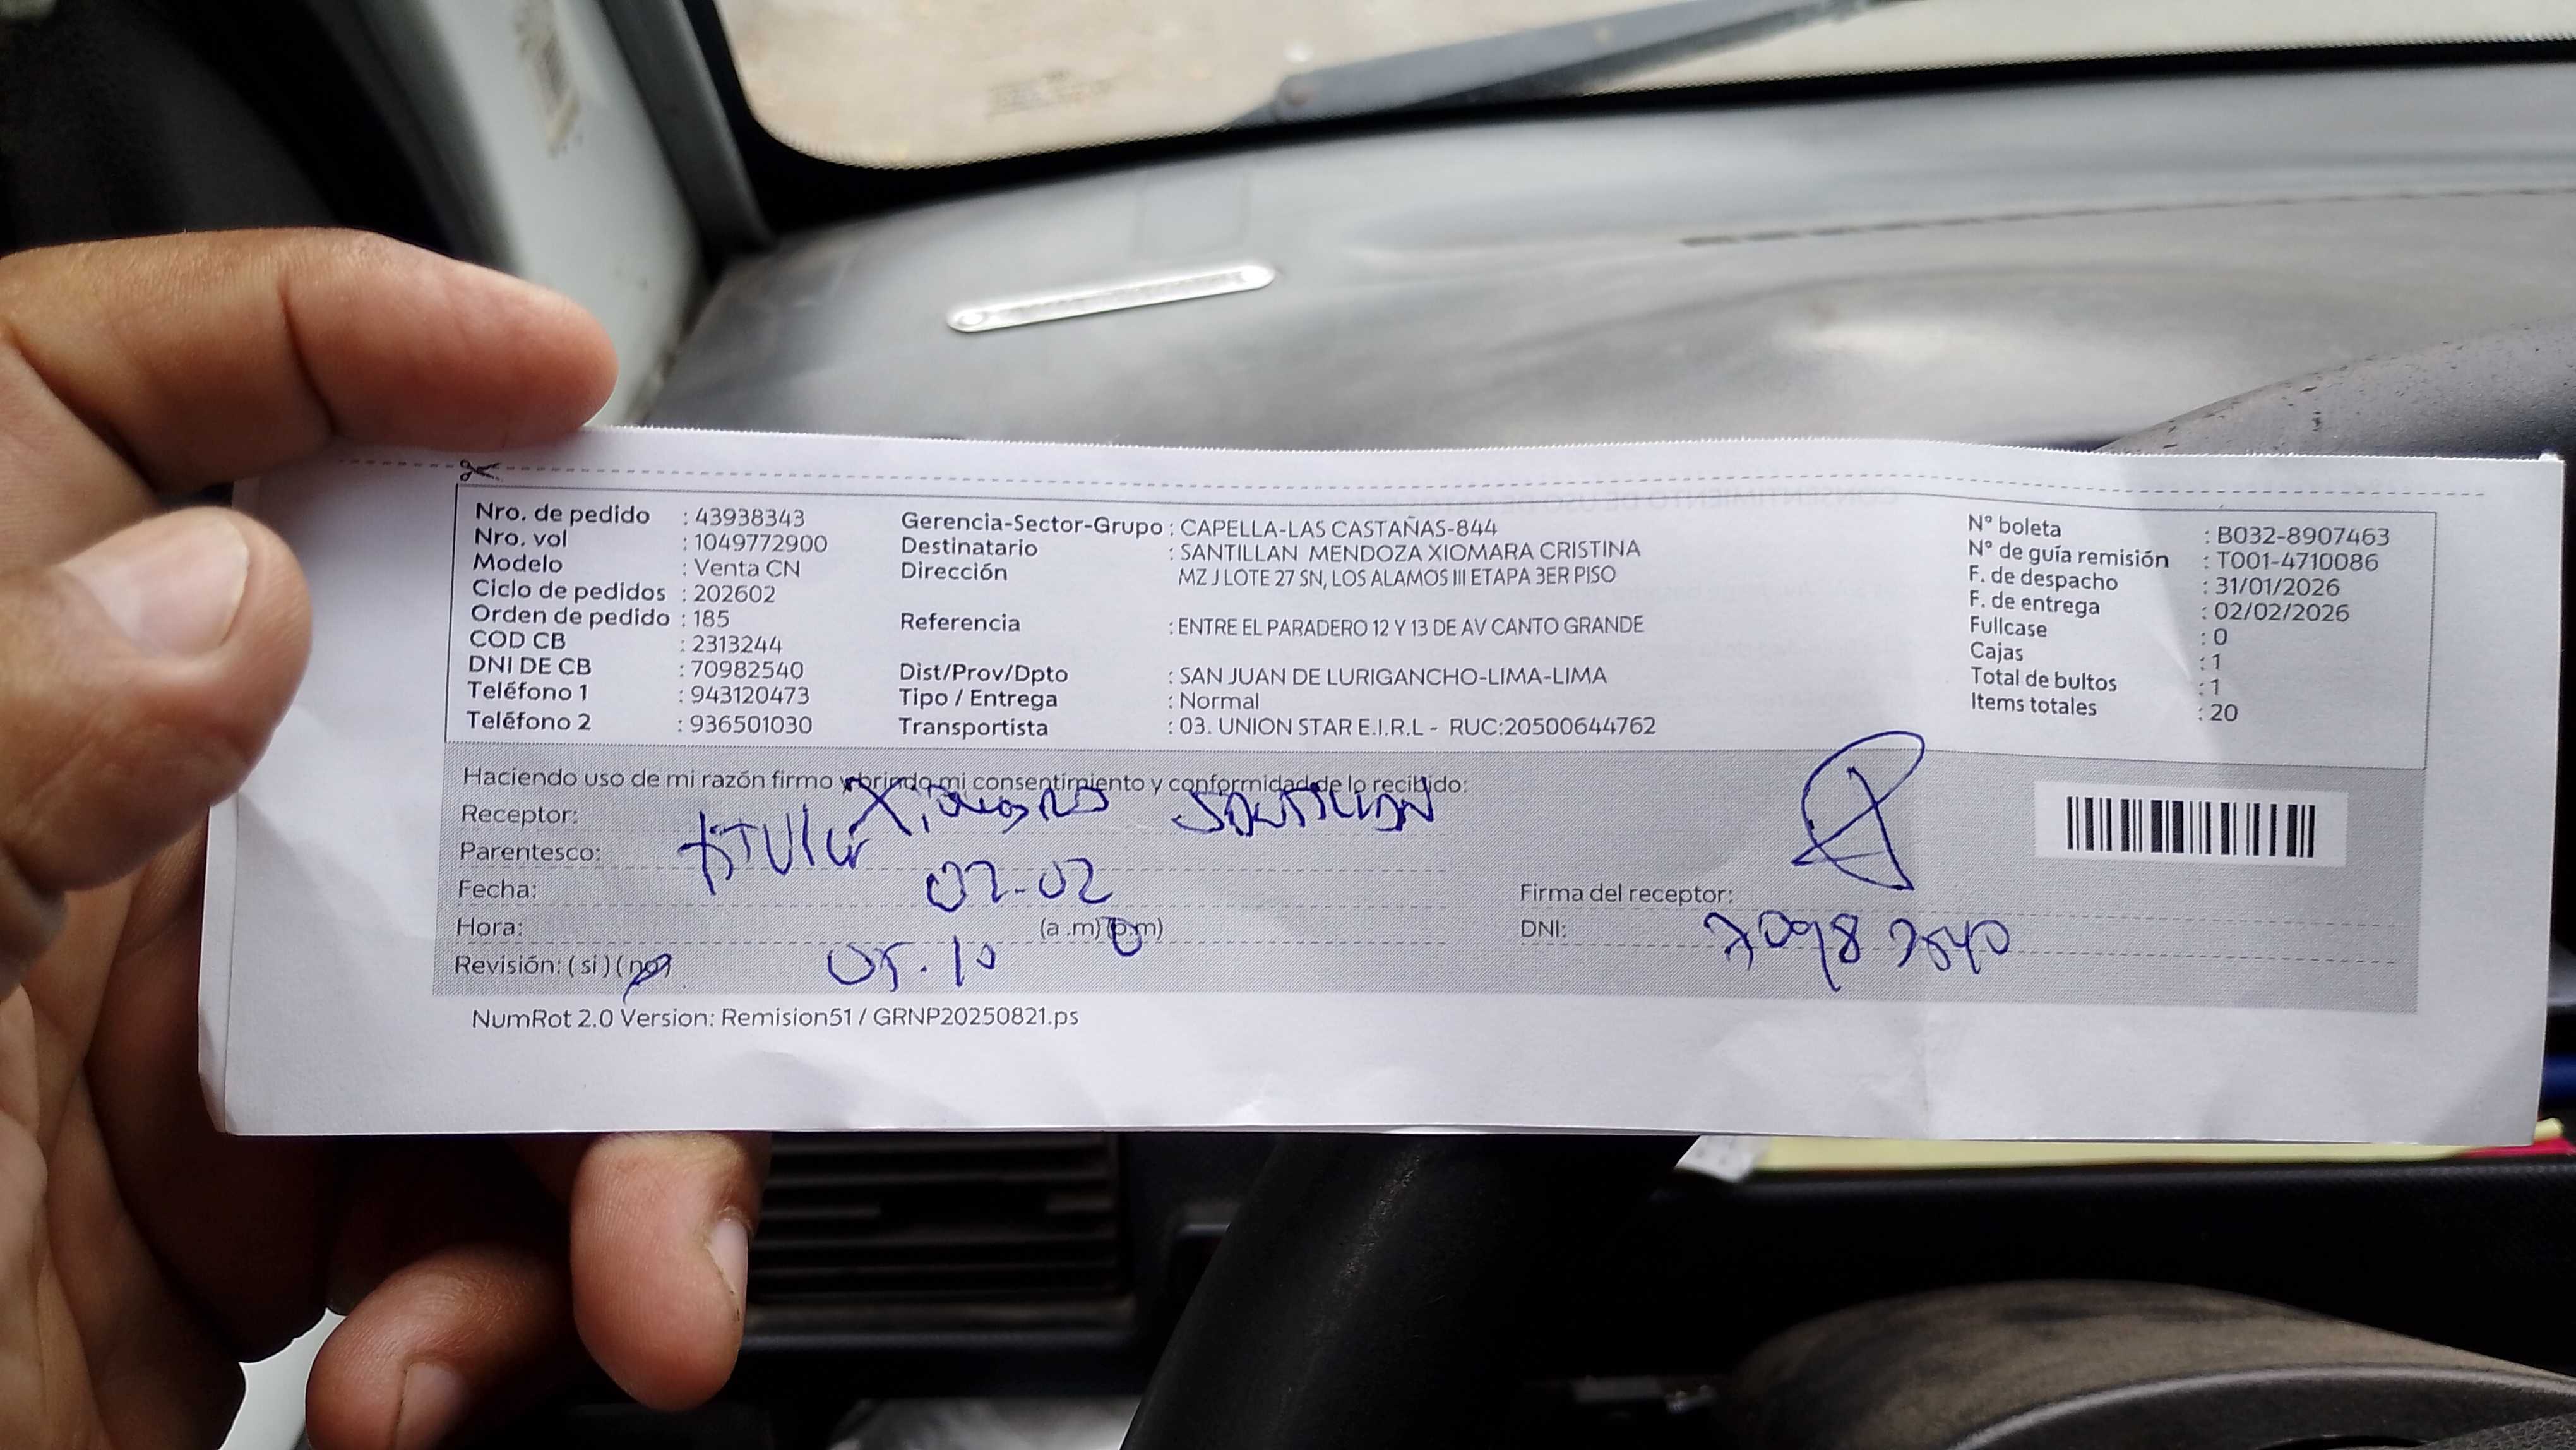 Nro. de pedido : 43938343
Nro. vol : 1049772900
Modelo : Venta CN
Ciclo de pedidos : 202602
Orden de pedido : 185
COD CB : 2313244
DNI DE CB : 70982540
Teléfono 1 : 943120473
Teléfono 2 : 936501030
Gerencia-Sector-Grupo : CAPELLA-LAS CASTAÑAS-844
Destinatario : SANTILLAN MENDOZA XIOMARA CRISTINA
Dirección MZ J LOTE 27 SN, LOS ALAMOS III ETAPA 3ER PISO
Referencia : ENTRE EL PARADERO 12 Y 13 DE AV CANTO GRANDE
Dist/Prov/Dpto : SAN JUAN DE LURIGANCHO-LIMA-LIMA
Tipo / Entrega : Normal
Transportista : 03. UNION STAR E.I.R.L - RUC:20500644762
N° boleta : B032-8907463
N° de guía remisión : T001-4710086
F. de despacho : 31/01/2026
F. de entrega : 02/02/2026
Fullcase : 0
Cajas : 1
Total de bultos : 1
Items totales : 20
Haciendo uso de mi razón firmo y brindo mi consentimiento y conformidad de lo recibido:
Receptor: Xiomara Santillan
Parentesco: titular
Fecha: 02-02
Hora: 05.10 (a .m) (p.m)
Revisión: ( si ) ( no)
Firma del receptor:
DNI: 70982540
NumRot 2.0 Version: Remision51 / GRNP20250821.ps